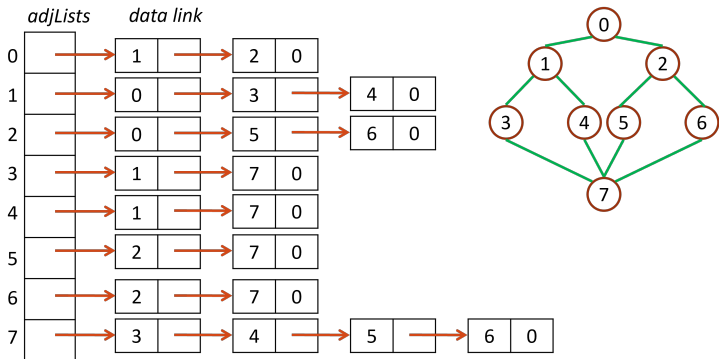 adjLists data link
0 1 2 0
1 0 3 4 0
2 0 5 6 0
3 1 7 0
4 1 7 0
5 2 7 0
6 2 7 0
7 3 4 5 6 0
0
1 2
3 4 5 6
7